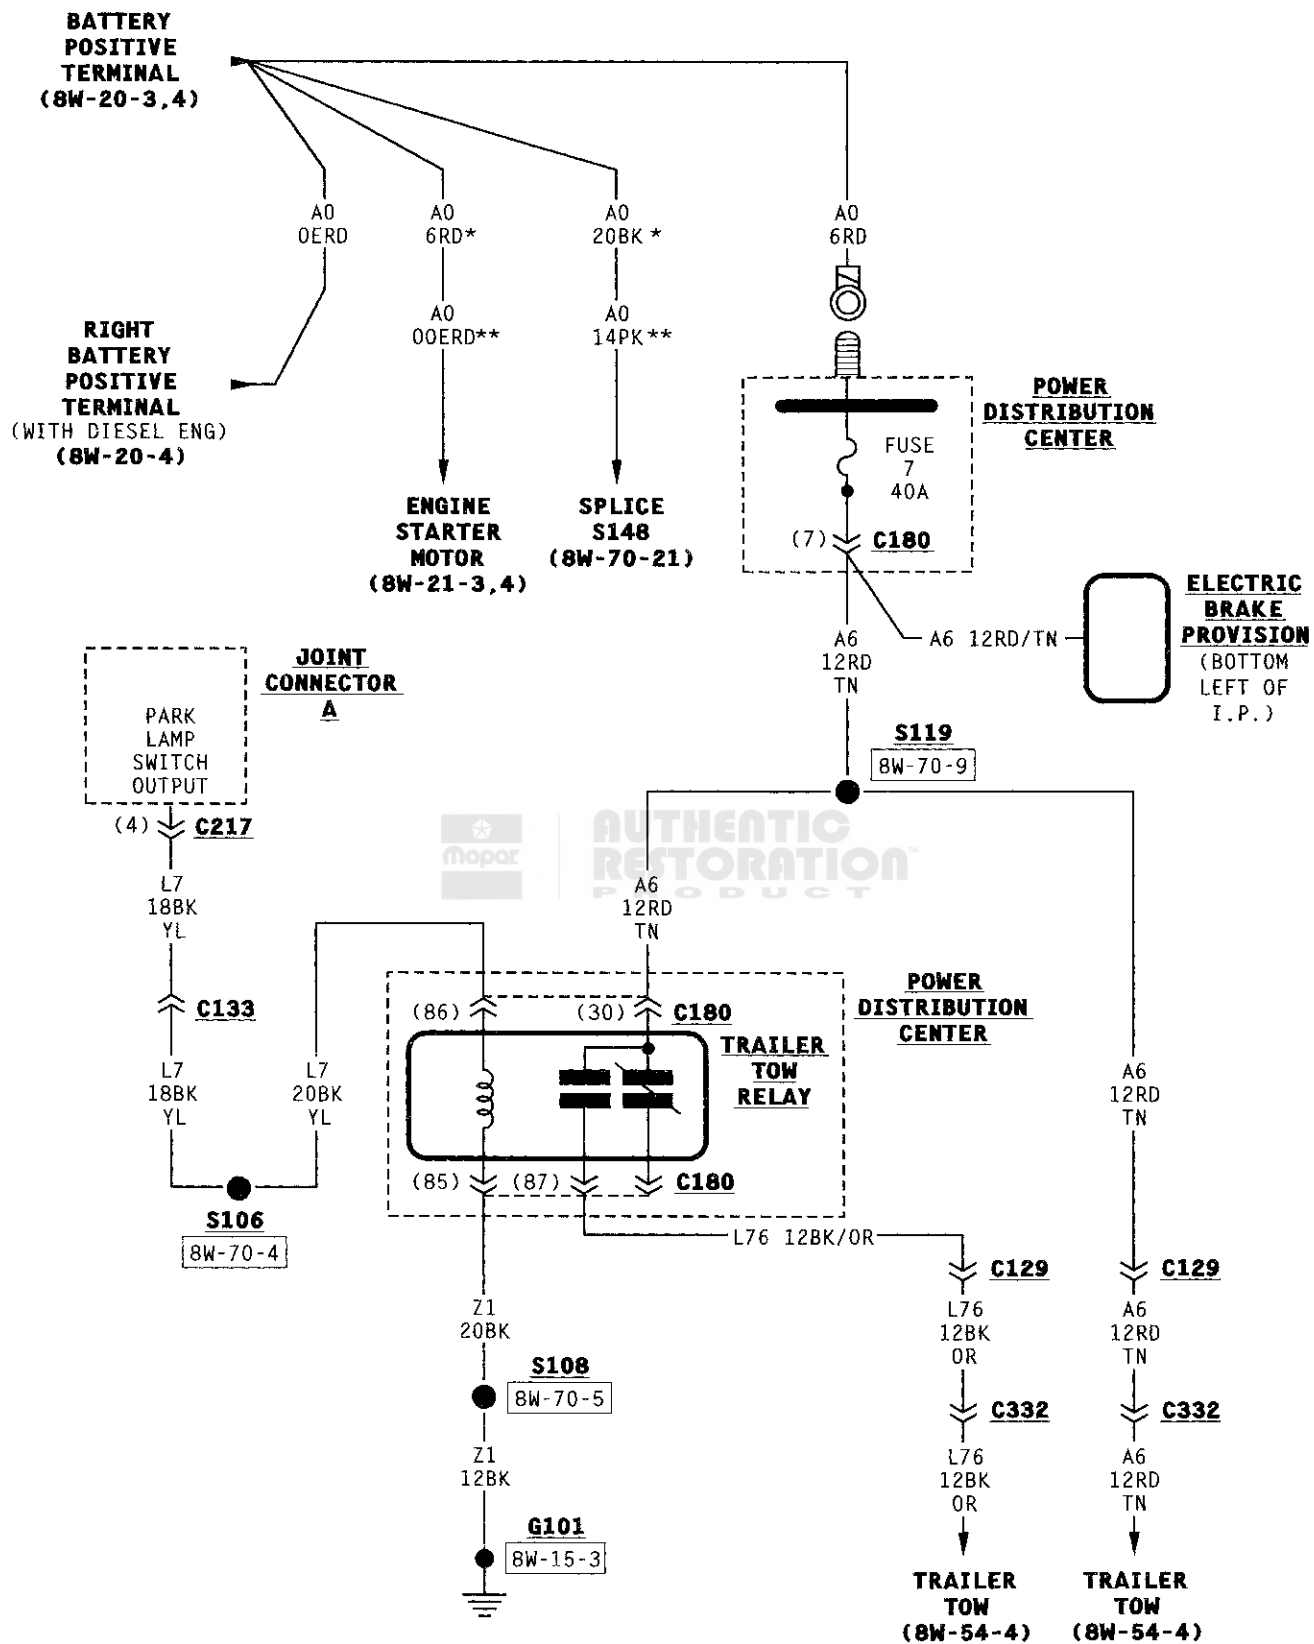 BATTERY
POSITIVE
TERMINAL
(8W-20-3,4)
A0
0ERD
A0
6RD*
A0
20BK *
A0
6RD
A0
00ERD**
A0
14PK**
RIGHT
BATTERY
POSITIVE
TERMINAL
(WITH DIESEL ENG)
(8W-20-4)
POWER
DISTRIBUTION
CENTER
FUSE
7
40A
(7)
C180
ENGINE
STARTER
MOTOR
(8W-21-3,4)
SPLICE
S148
(8W-70-21)
ELECTRIC
BRAKE
PROVISION
(BOTTOM
LEFT OF
I.P.)
A6
12RD
TN
A6 12RD/TN
JOINT
CONNECTOR
A
PARK
LAMP
SWITCH
OUTPUT
S119
8W-70-9
(4)
C217
Mopar
AUTHENTIC
RESTORATION™
PRODUCT
L7
18BK
YL
A6
12RD
TN
C133
(86)
(30)
C180
POWER
DISTRIBUTION
CENTER
TRAILER
TOW
RELAY
L7
18BK
YL
L7
20BK
YL
A6
12RD
TN
(85)
(87)
C180
S106
8W-70-4
L76 12BK/OR
C129
C129
Z1
20BK
L76
12BK
OR
A6
12RD
TN
S108
8W-70-5
C332
C332
Z1
12BK
L76
12BK
OR
A6
12RD
TN
G101
8W-15-3
TRAILER
TOW
(8W-54-4)
TRAILER
TOW
(8W-54-4)